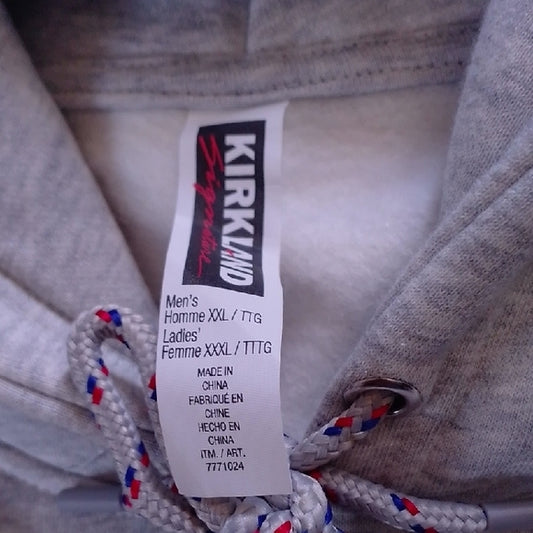 KIRKLAND
Signature
Men's
Homme XXL / TTG
Ladies'
Femme XXXL / TTTG
MADE IN
CHINA
FABRIQUÉ EN
CHINE
HECHO EN
CHINA
ITM. / ART.
7771024